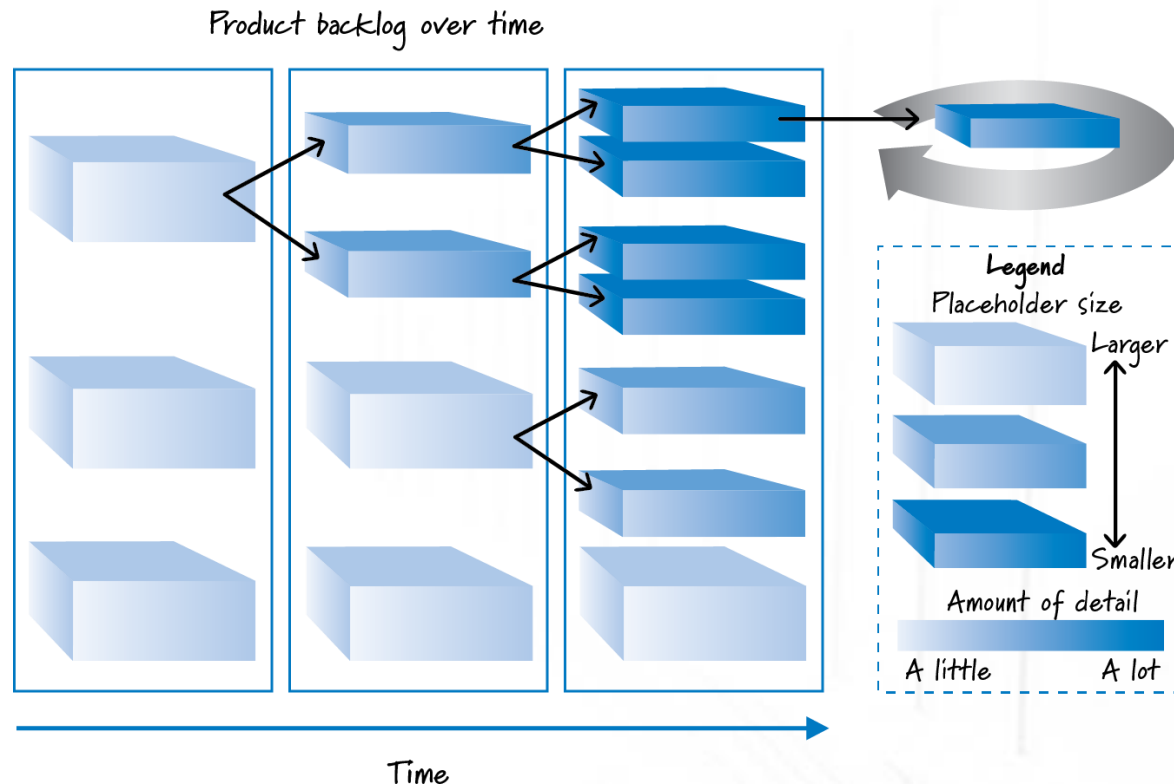 Product backlog over time
Legend
Placeholder size
Larger
Smaller
Amount of detail
A little A lot
Time